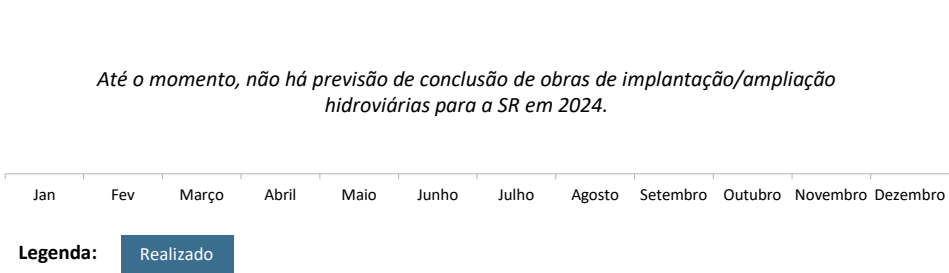 Até o momento, não há previsão de conclusão de obras de implantação/ampliação
hidroviárias para a SR em 2024.
Jan Fev Março Abril Maio Junho Julho Agosto Setembro Outubro Novembro Dezembro
Legenda: Realizado